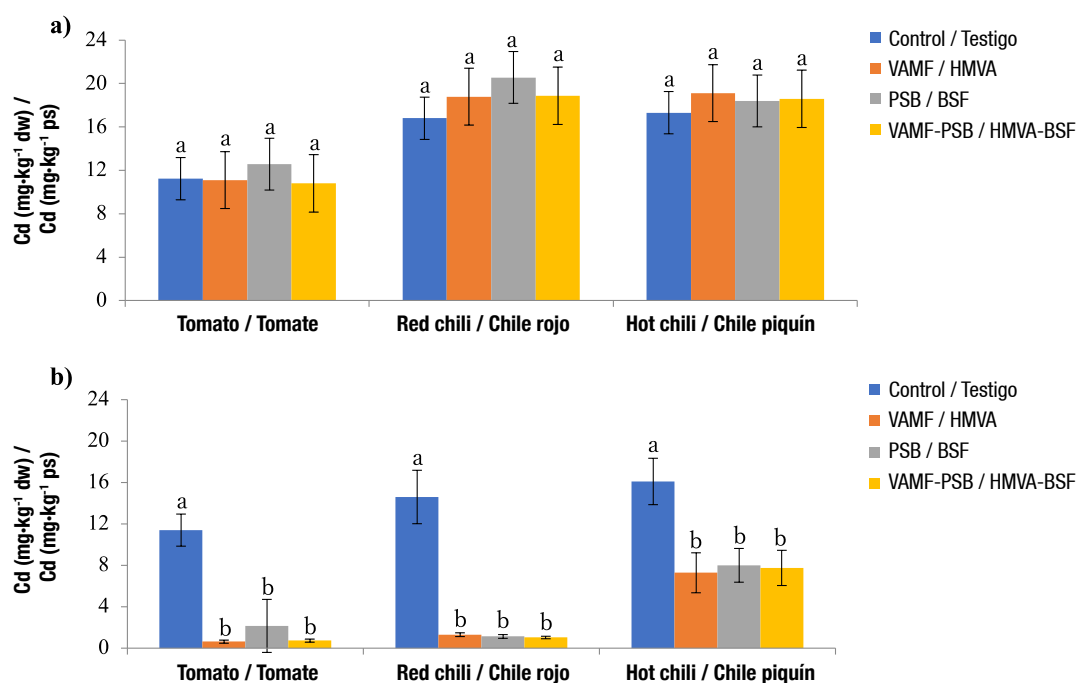 a)
Cd (mg·kg⁻¹ dw) /
Cd (mg·kg⁻¹ ps)
24
20
16
12
8
4
0
a a a a
a a a a
a a a a
Tomato / Tomate
Red chili / Chile rojo
Hot chili / Chile piquín
Control / Testigo
VAMF / HMVA
PSB / BSF
VAMF-PSB / HMVA-BSF
b)
Cd (mg·kg⁻¹ dw) /
Cd (mg·kg⁻¹ ps)
24
20
16
12
8
4
0
a b b b
a b b b
a b b b
Tomato / Tomate
Red chili / Chile rojo
Hot chili / Chile piquín
Control / Testigo
VAMF / HMVA
PSB / BSF
VAMF-PSB / HMVA-BSF